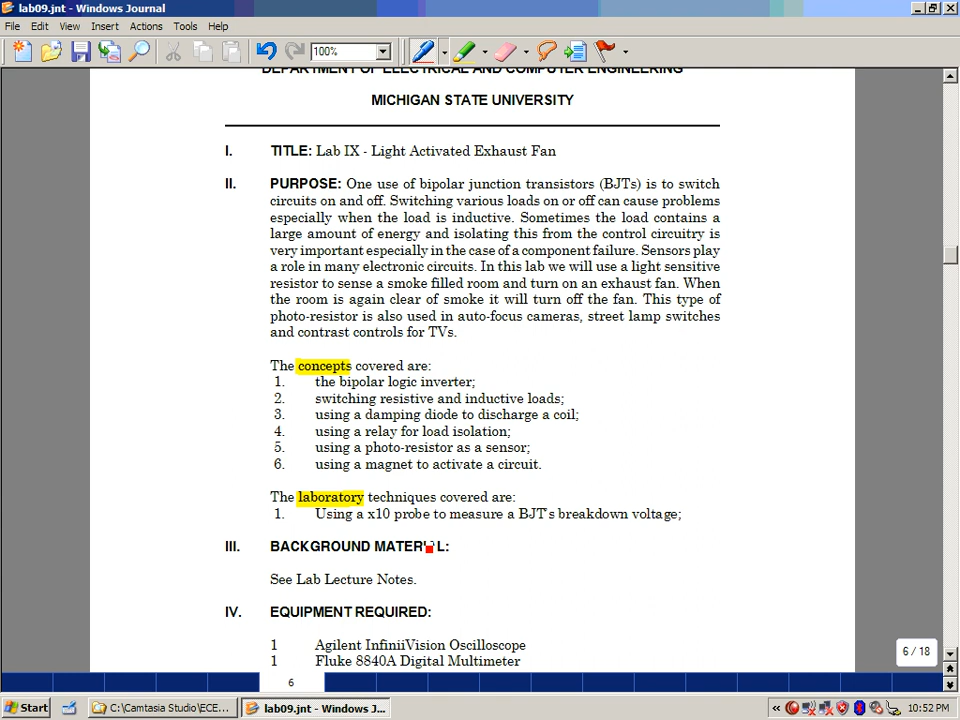 lab09.jnt - Windows Journal
File Edit View Insert Actions Tools Help
100%
DEPARTMENT OF ELECTRICAL AND COMPUTER ENGINEERING
MICHIGAN STATE UNIVERSITY
I. TITLE: Lab IX - Light Activated Exhaust Fan
II. PURPOSE: One use of bipolar junction transistors (BJTs) is to switch
circuits on and off. Switching various loads on or off can cause problems
especially when the load is inductive. Sometimes the load contains a
large amount of energy and isolating this from the control circuitry is
very important especially in the case of a component failure. Sensors play
a role in many electronic circuits. In this lab we will use a light sensitive
resistor to sense a smoke filled room and turn on an exhaust fan. When
the room is again clear of smoke it will turn off the fan. This type of
photo-resistor is also used in auto-focus cameras, street lamp switches
and contrast controls for TVs.
The concepts covered are:
1. the bipolar logic inverter;
2. switching resistive and inductive loads;
3. using a damping diode to discharge a coil;
4. using a relay for load isolation;
5. using a photo-resistor as a sensor;
6. using a magnet to activate a circuit.
The laboratory techniques covered are:
1. Using a x10 probe to measure a BJT's breakdown voltage;
III. BACKGROUND MATERIAL:
See Lab Lecture Notes.
IV. EQUIPMENT REQUIRED:
1 Agilent InfiniiVision Oscilloscope
1 Fluke 8840A Digital Multimeter
6 / 18
6
Start C:\Camtasia Studio\ECE... lab09.jnt - Windows J... 10:52 PM